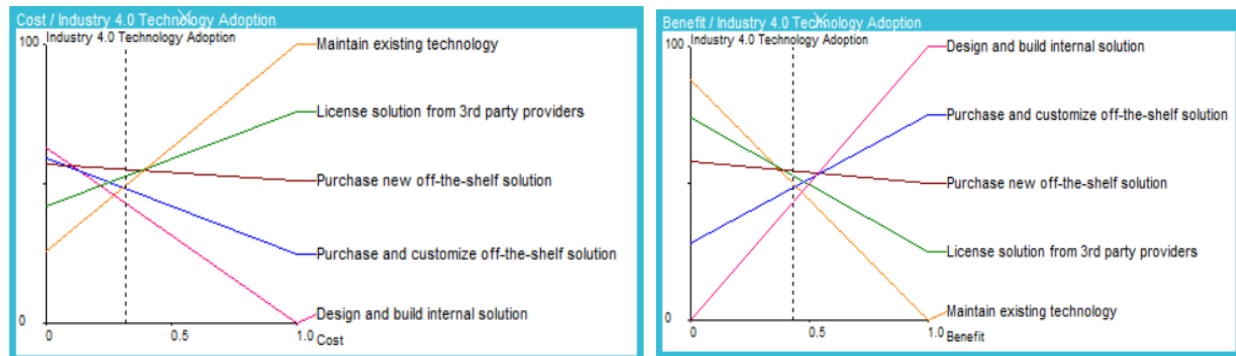 Cost / Industry 4.0 Technology Adoption
Industry 4.0 Technology Adoption
100
Maintain existing technology
License solution from 3rd party providers
Purchase new off-the-shelf solution
Purchase and customize off-the-shelf solution
Design and build internal solution
0
0
0.5
1.0
Cost
Benefit / Industry 4.0 Technology Adoption
Industry 4.0 Technology Adoption
100
Design and build internal solution
Purchase and customize off-the-shelf solution
Purchase new off-the-shelf solution
License solution from 3rd party providers
Maintain existing technology
0
0
0.5
1.0
Benefit